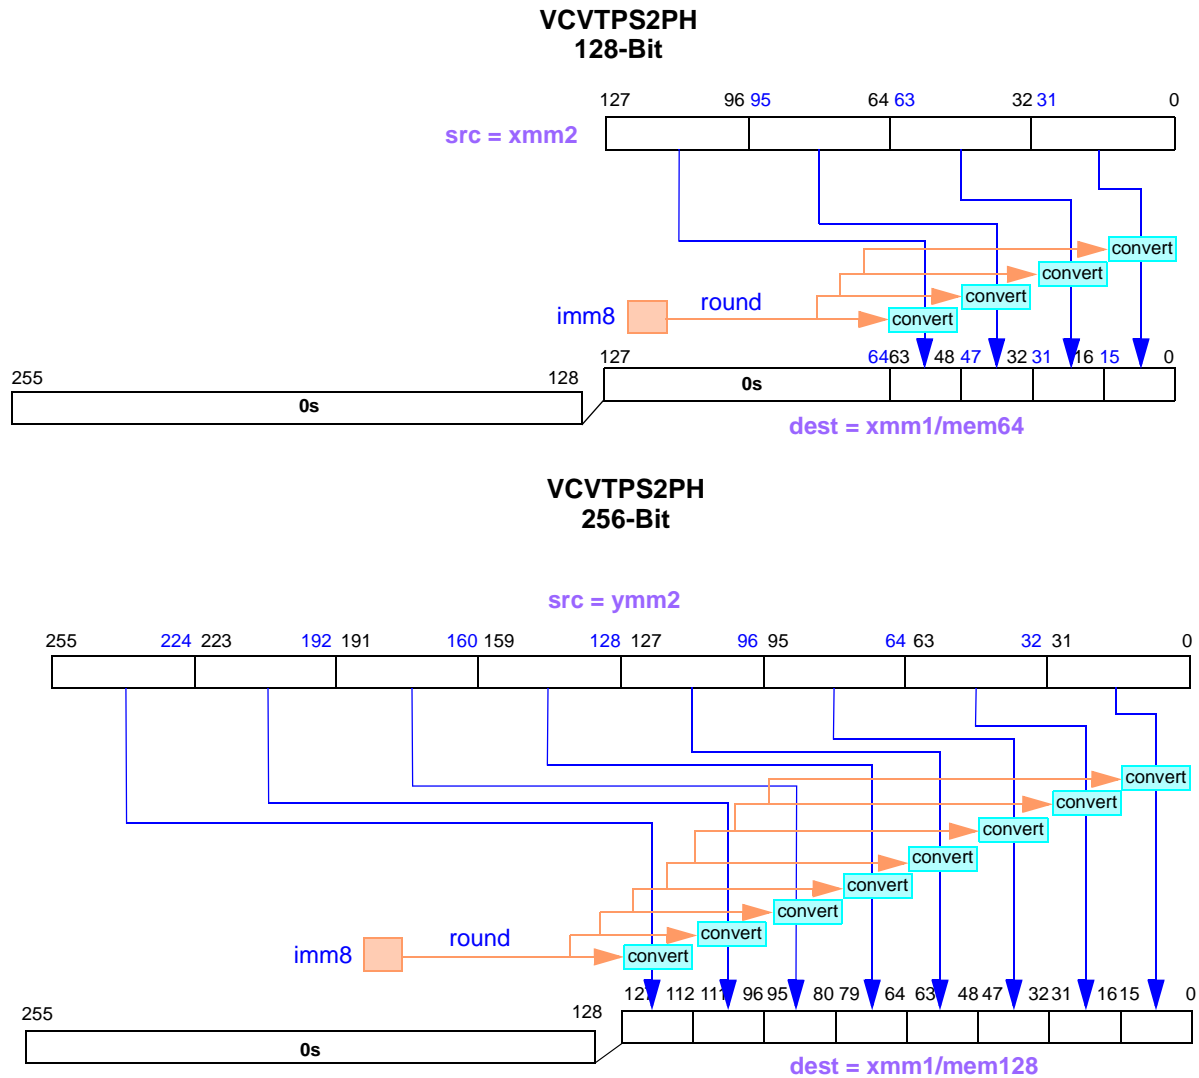 VCVTPS2PH
128-Bit
127 96 95 64 63 32 31 0
src = xmm2
convert
convert
convert
imm8 round convert
127 64 63 48 47 32 31 16 15 0
255 128
0s
0s
dest = xmm1/mem64
VCVTPS2PH
256-Bit
src = ymm2
255 224 223 192 191 160 159 128 127 96 95 64 63 32 31 0
convert
convert
convert
convert
convert
convert
convert
imm8 round convert
127 112 111 96 95 80 79 64 63 48 47 32 31 16 15 0
255 128
0s
dest = xmm1/mem128